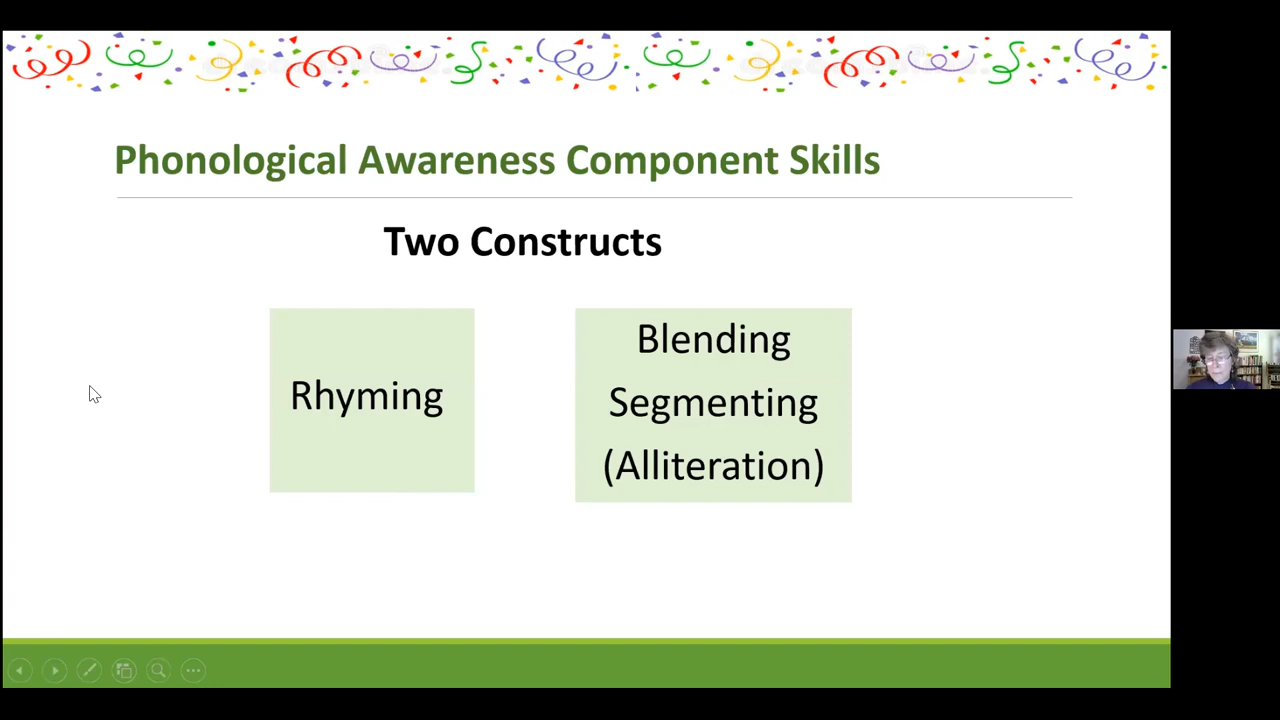 Phonological Awareness Component Skills
Two Constructs
Rhyming
Blending
Segmenting
(Alliteration)